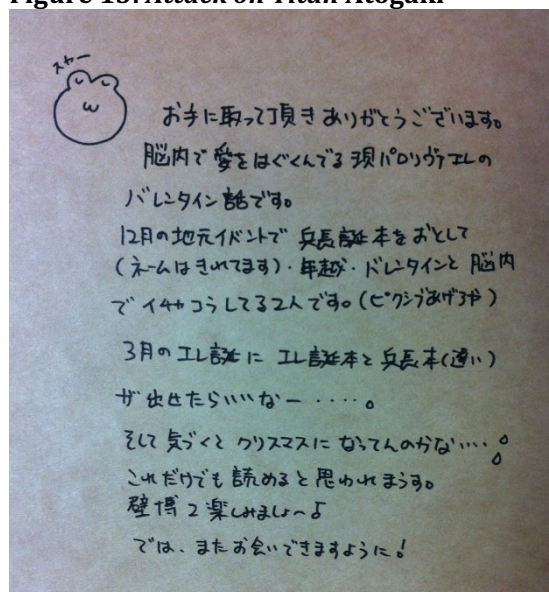 Figure 13. Attack on Titan Atogaki
スヤー
お手に取って頂きありがとうございます。
脳内で愛をはぐくんでる現パロリヴァエレの
バレンタイン話です。
12月の地元イベントで兵長誕本をおとして
(ネームはきれてます)・年越・バレンタインと脳内
でイチャコラしてる2人です。(ピクシブあげろや)
3月のエレ誕にエレ誕本と兵長本(遅い)
が出せたらいいなー・・・・。
そして気づくとクリスマスになってんのかな・・・。
これだけでも読めると思われまうす。
壁博2楽しみましょ〜♪
では、またお会いできますように!